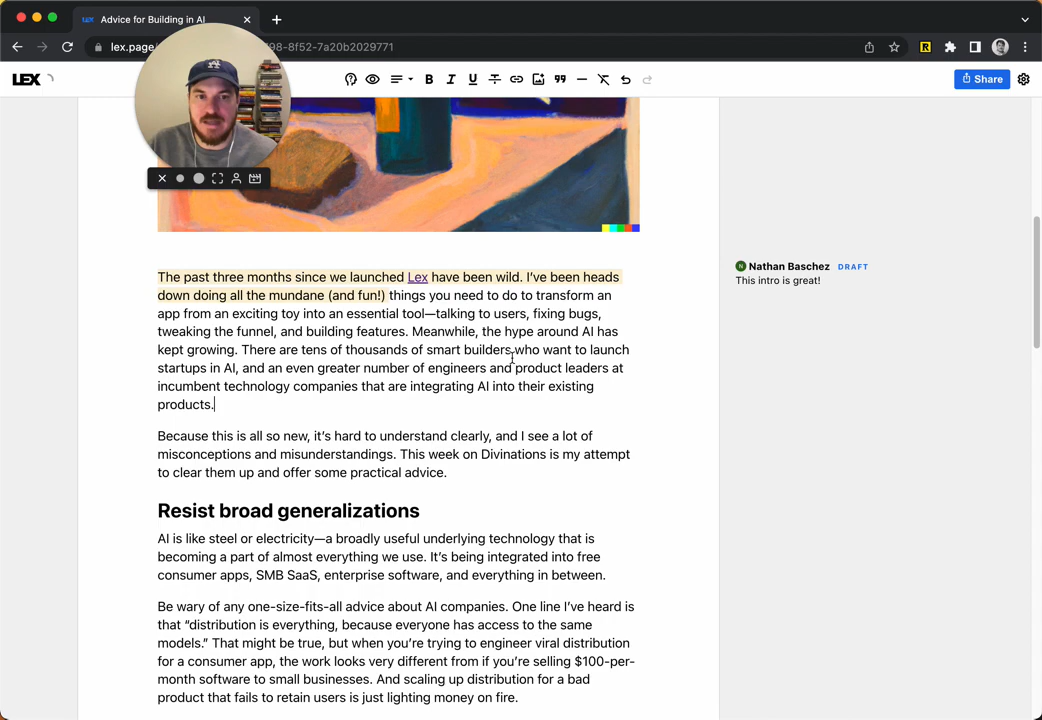 Advice for Building in AI
lex.page/
98-8f52-7a20b2029771
LEX
Share
The past three months since we launched Lex have been wild. I’ve been heads
down doing all the mundane (and fun!) things you need to do to transform an
app from an exciting toy into an essential tool—talking to users, fixing bugs,
tweaking the funnel, and building features. Meanwhile, the hype around AI has
kept growing. There are tens of thousands of smart builders who want to launch
startups in AI, and an even greater number of engineers and product leaders at
incumbent technology companies that are integrating AI into their existing
products.
N Nathan Baschez DRAFT
This intro is great!
Because this is all so new, it’s hard to understand clearly, and I see a lot of
misconceptions and misunderstandings. This week on Divinations is my attempt
to clear them up and offer some practical advice.
Resist broad generalizations
AI is like steel or electricity—a broadly useful underlying technology that is
becoming a part of almost everything we use. It’s being integrated into free
consumer apps, SMB SaaS, enterprise software, and everything in between.
Be wary of any one-size-fits-all advice about AI companies. One line I’ve heard is
that “distribution is everything, because everyone has access to the same
models.” That might be true, but when you’re trying to engineer viral distribution
for a consumer app, the work looks very different from if you’re selling $100-per-
month software to small businesses. And scaling up distribution for a bad
product that fails to retain users is just lighting money on fire.